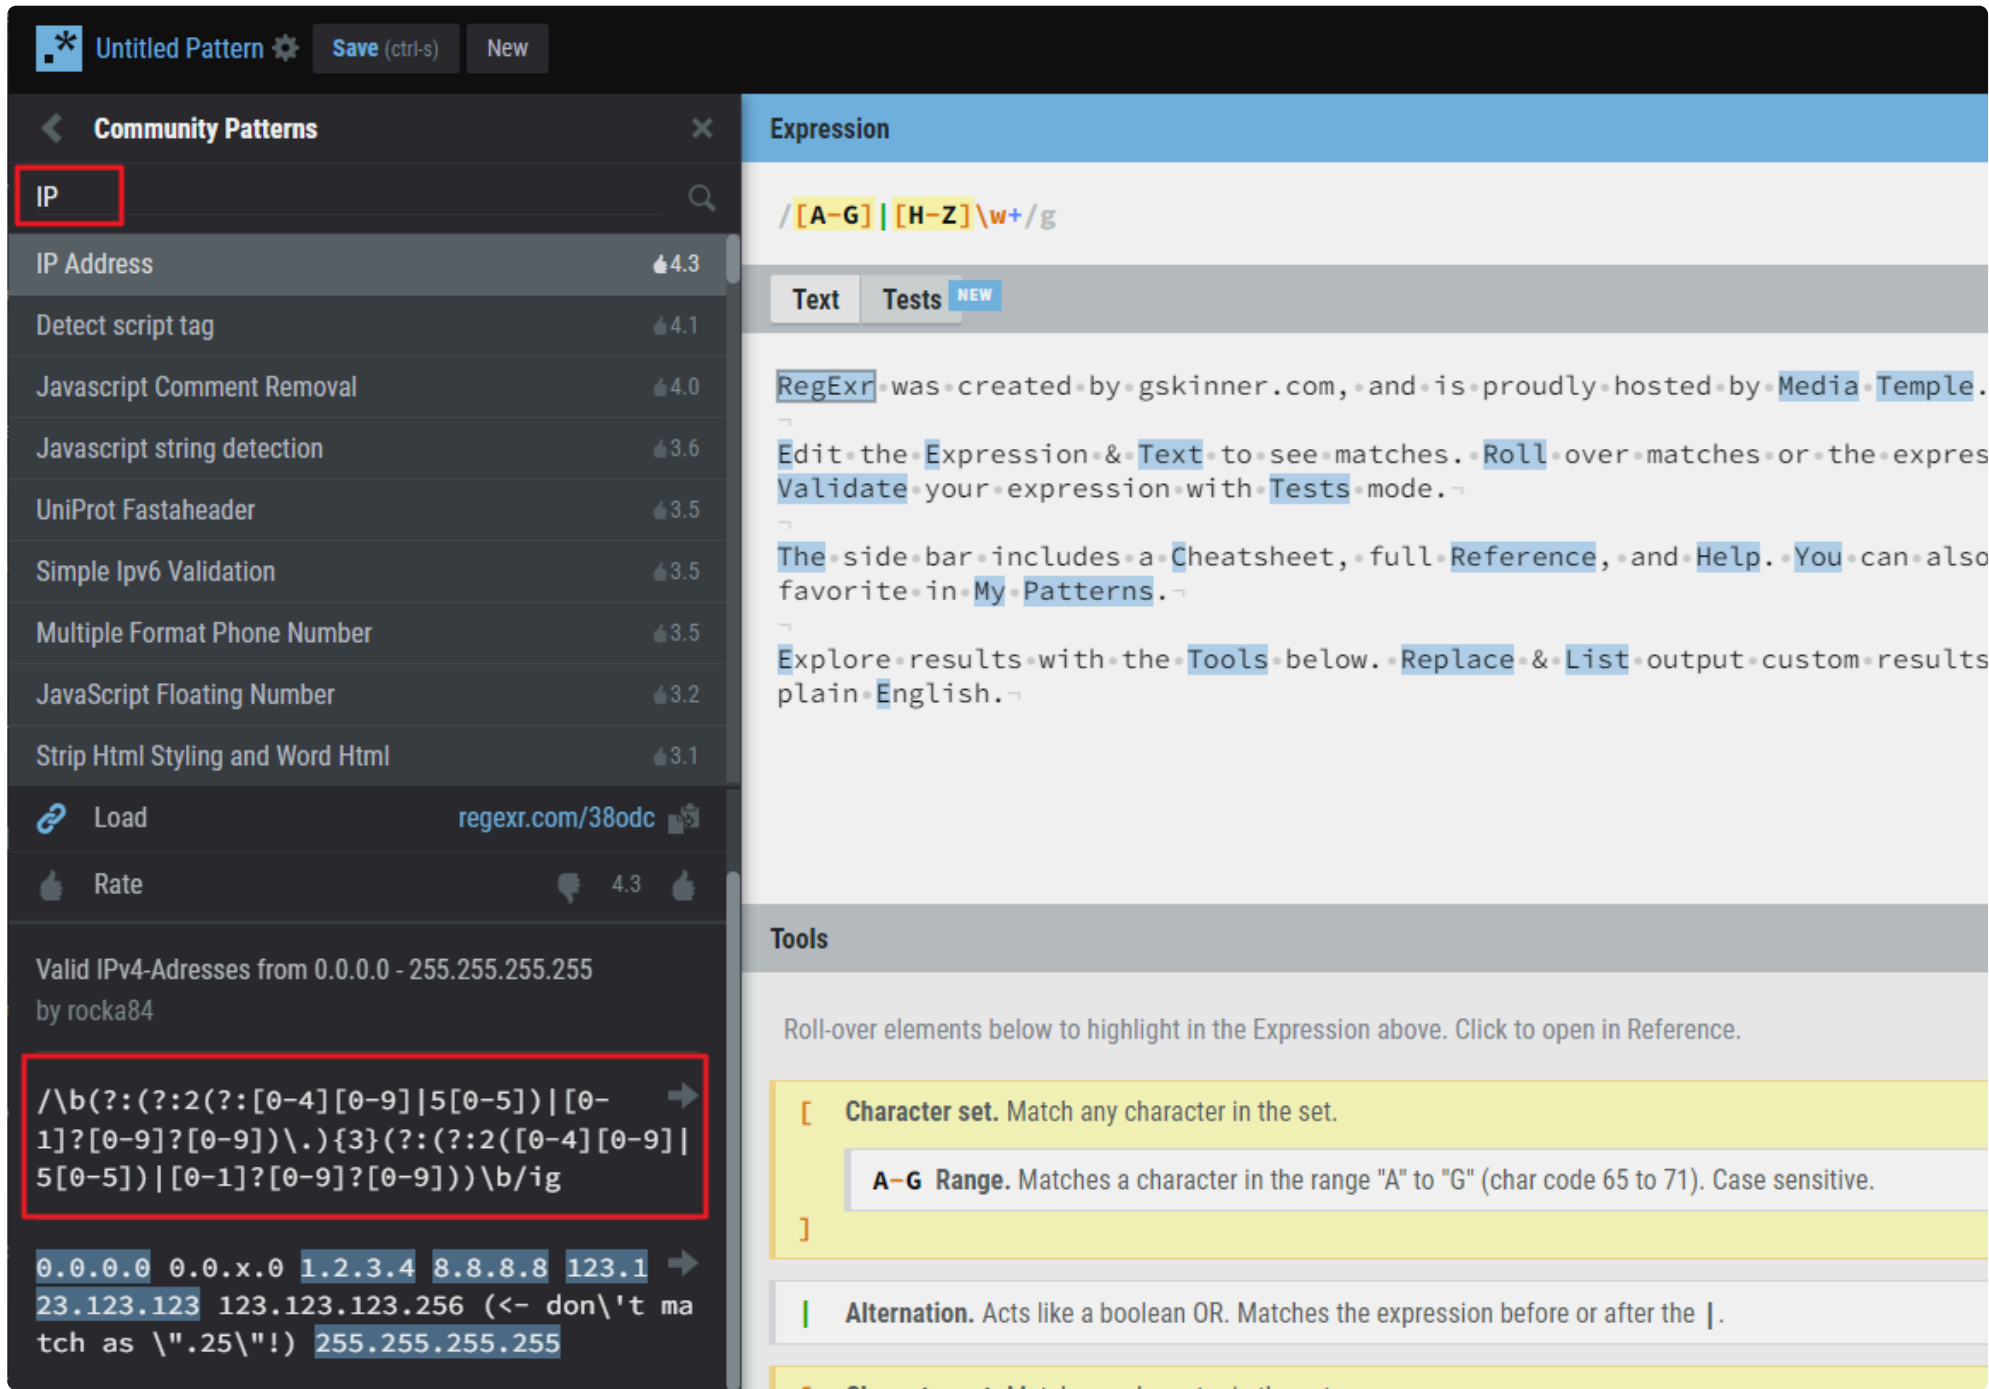 .* Untitled Pattern Save (ctrl-s) New
Community Patterns
IP
IP Address 4.3
Detect script tag 4.1
Javascript Comment Removal 4.0
Javascript string detection 3.6
UniProt Fastaheader 3.5
Simple Ipv6 Validation 3.5
Multiple Format Phone Number 3.5
JavaScript Floating Number 3.2
Strip Html Styling and Word Html 3.1
Load regexr.com/38odc
Rate 4.3
Valid IPv4-Adresses from 0.0.0.0 - 255.255.255.255
by rocka84
/\b(?:(?:2(?:[0-4][0-9]|5[0-5])|[0-
1]?[0-9]?[0-9])\.){3}(?:(?:2([0-4][0-9]|
5[0-5])|[0-1]?[0-9]?[0-9]))\b/ig
0.0.0.0 0.0.x.0 1.2.3.4 8.8.8.8 123.1
23.123.123 123.123.123.256 (<- don\'t ma
tch as \".25\"!) 255.255.255.255
Expression
/[A-G]|[H-Z]\w+/g
Text Tests NEW
RegExr was created by gskinner.com, and is proudly hosted by Media Temple.
Edit the Expression & Text to see matches. Roll over matches or the expres
Validate your expression with Tests mode.
The side bar includes a Cheatsheet, full Reference, and Help. You can also
favorite in My Patterns.
Explore results with the Tools below. Replace & List output custom results
plain English.
Tools
Roll-over elements below to highlight in the Expression above. Click to open in Reference.
[ Character set. Match any character in the set.
A-G Range. Matches a character in the range "A" to "G" (char code 65 to 71). Case sensitive.
]
| Alternation. Acts like a boolean OR. Matches the expression before or after the |.